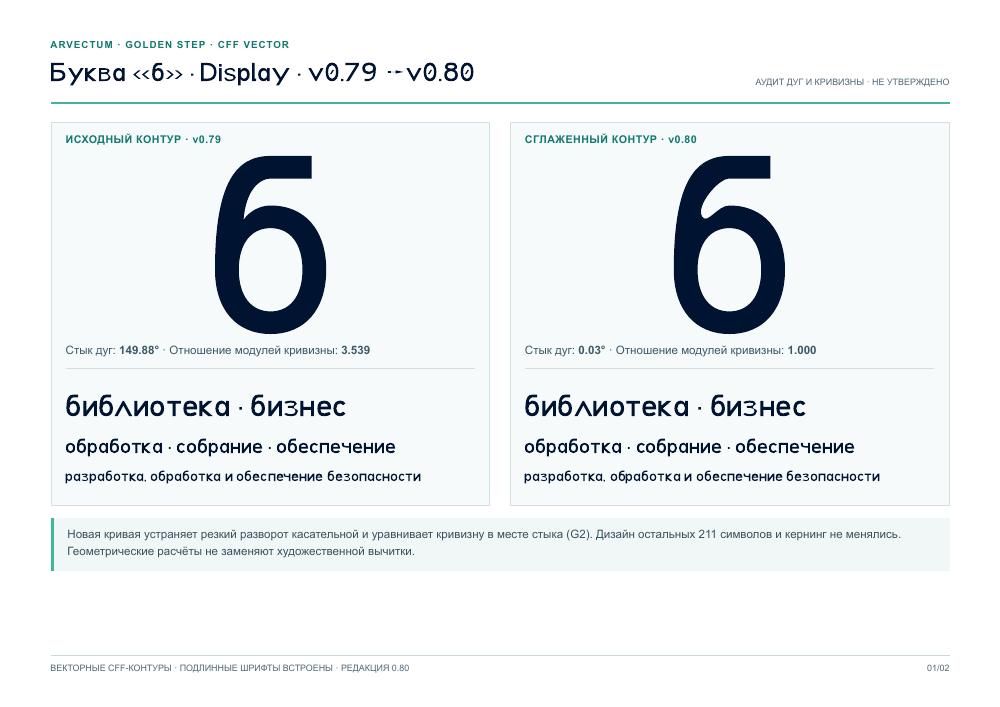 ARVECTUM · GOLDEN STEP · CFF VECTOR
Буква «б» · Display · v0.79 → v0.80
АУДИТ ДУГ И КРИВИЗНЫ · НЕ УТВЕРЖДЕНО
ИСХОДНЫЙ КОНТУР · v0.79
б
Стык дуг: 149.88° · Отношение модулей кривизны: 3.539
библиотека · бизнес
обработка · собрание · обеспечение
разработка, обработка и обеспечение безопасности
СГЛАЖЕННЫЙ КОНТУР · v0.80
б
Стык дуг: 0.03° · Отношение модулей кривизны: 1.000
библиотека · бизнес
обработка · собрание · обеспечение
разработка, обработка и обеспечение безопасности
Новая кривая устраняет резкий разворот касательной и уравнивает кривизну в месте стыка (G2). Дизайн остальных 211 символов и кернинг не менялись.
Геометрические расчёты не заменяют художественной вычитки.
ВЕКТОРНЫЕ CFF-КОНТУРЫ · ПОДЛИННЫЕ ШРИФТЫ ВСТРОЕНЫ · РЕДАКЦИЯ 0.80
01/02